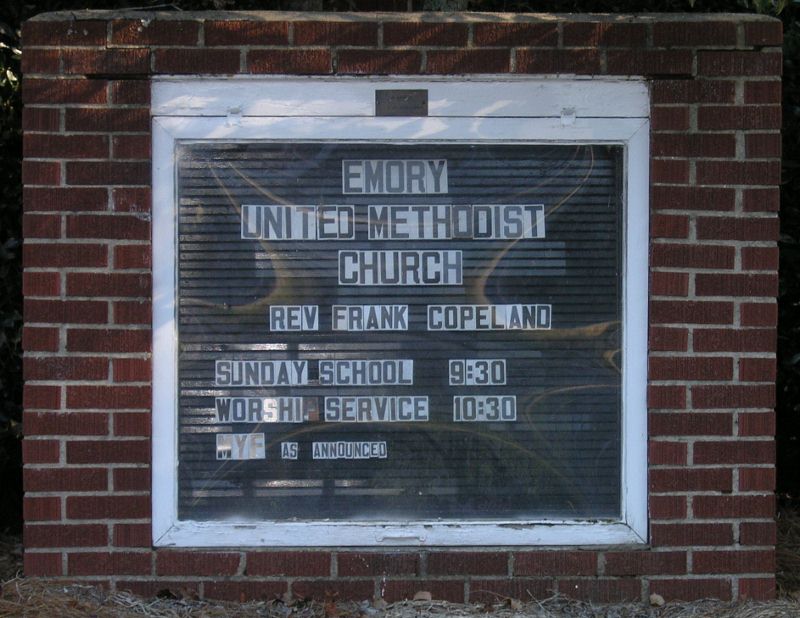 EMORY
UNITED METHODIST
CHURCH
REV FRANK COPELAND
SUNDAY SCHOOL 9:30
WORSHIP SERVICE 10:30
MYF AS ANNOUNCED